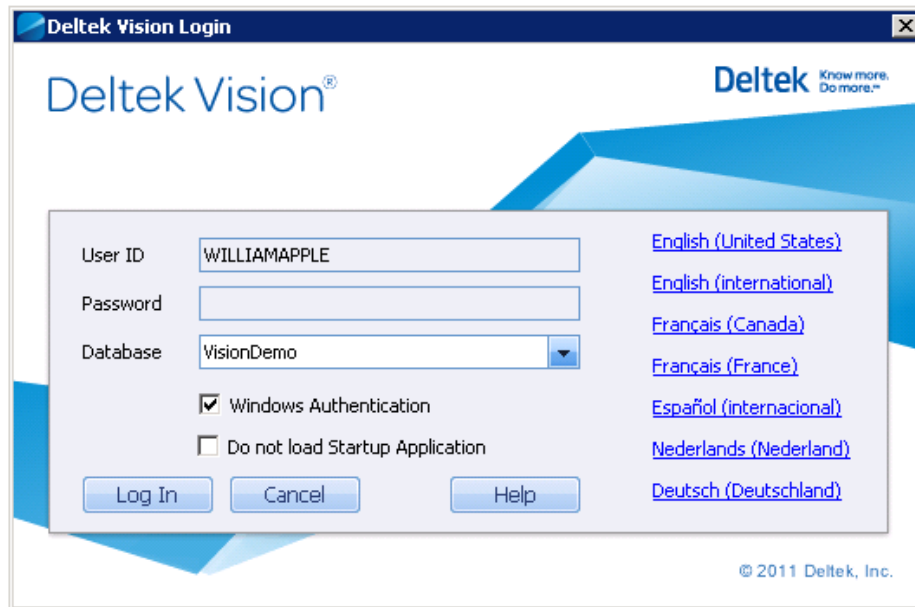 Deltek Vision Login
Deltek Vision®
Deltek Know more.
Do more.℠
User ID WILLIAMAPPLE
Password
Database VisionDemo
Windows Authentication
Do not load Startup Application
Log In Cancel Help
English (United States)
English (international)
Français (Canada)
Français (France)
Español (internacional)
Nederlands (Nederland)
Deutsch (Deutschland)
© 2011 Deltek, Inc.